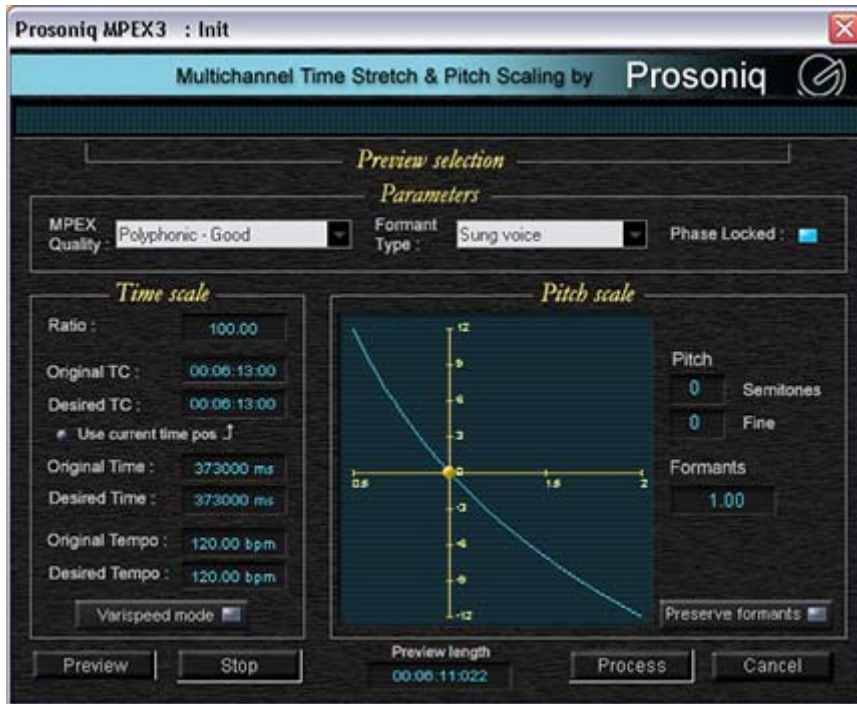 Prosoniq MPEX3 : Init
Multichannel Time Stretch & Pitch Scaling by Prosoniq
Preview selection
Parameters
MPEX Quality : Polyphonic - Good
Formant Type : Sung voice
Phase Locked :
Time scale
Ratio : 100.00
Original TC : 00:06:13:00
Desired TC : 00:06:13:00
Use current time pos
Original Time : 373000 ms
Desired Time : 373000 ms
Original Tempo : 120.00 bpm
Desired Tempo : 120.00 bpm
Varispeed mode
Pitch scale
12
9
6
3
0
0.5
1.5
2
-3
-6
-9
-12
Pitch
0 Semitones
0 Fine
Formants
1.00
Preserve formants
Preview
Stop
Preview length
00:06:11:022
Process
Cancel